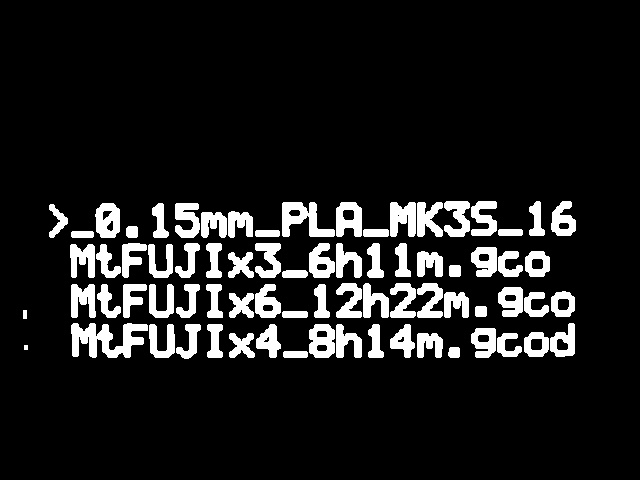 >_0.15mm_PLA_MK3S_16
MtFUJIx3_6h11m.gco
MtFUJIx6_12h22m.gco
MtFUJIx4_8h14m.gcod